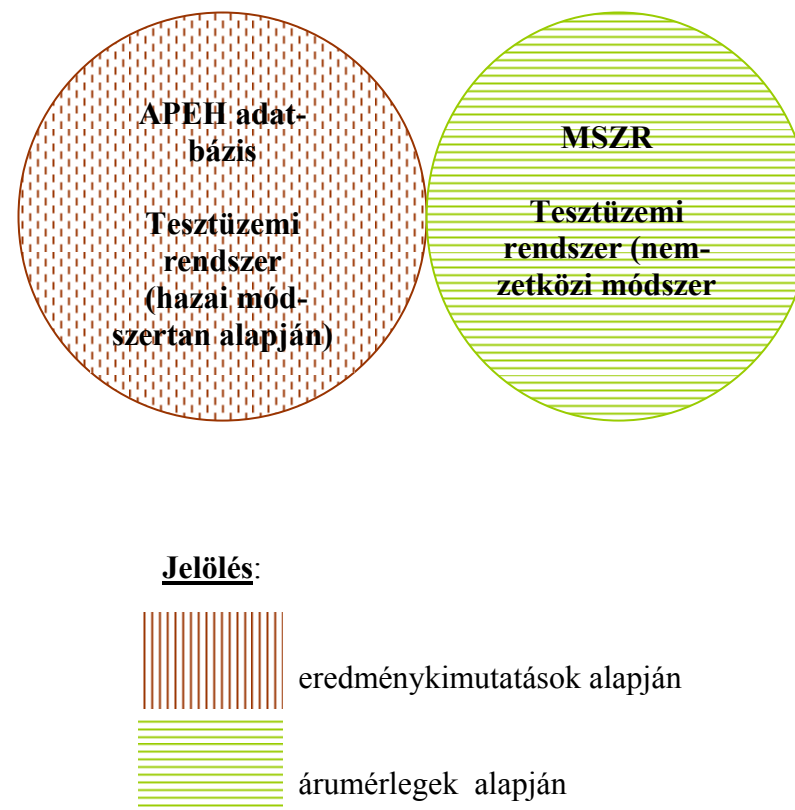 APEH adat-
bázis
Tesztüzemi
rendszer
(hazai mód-
szertan alapján)
MSZR
Tesztüzemi
rendszer (nem-
zetközi módszer
Jelölés:
eredménykimutatások alapján
árumérlegek alapján